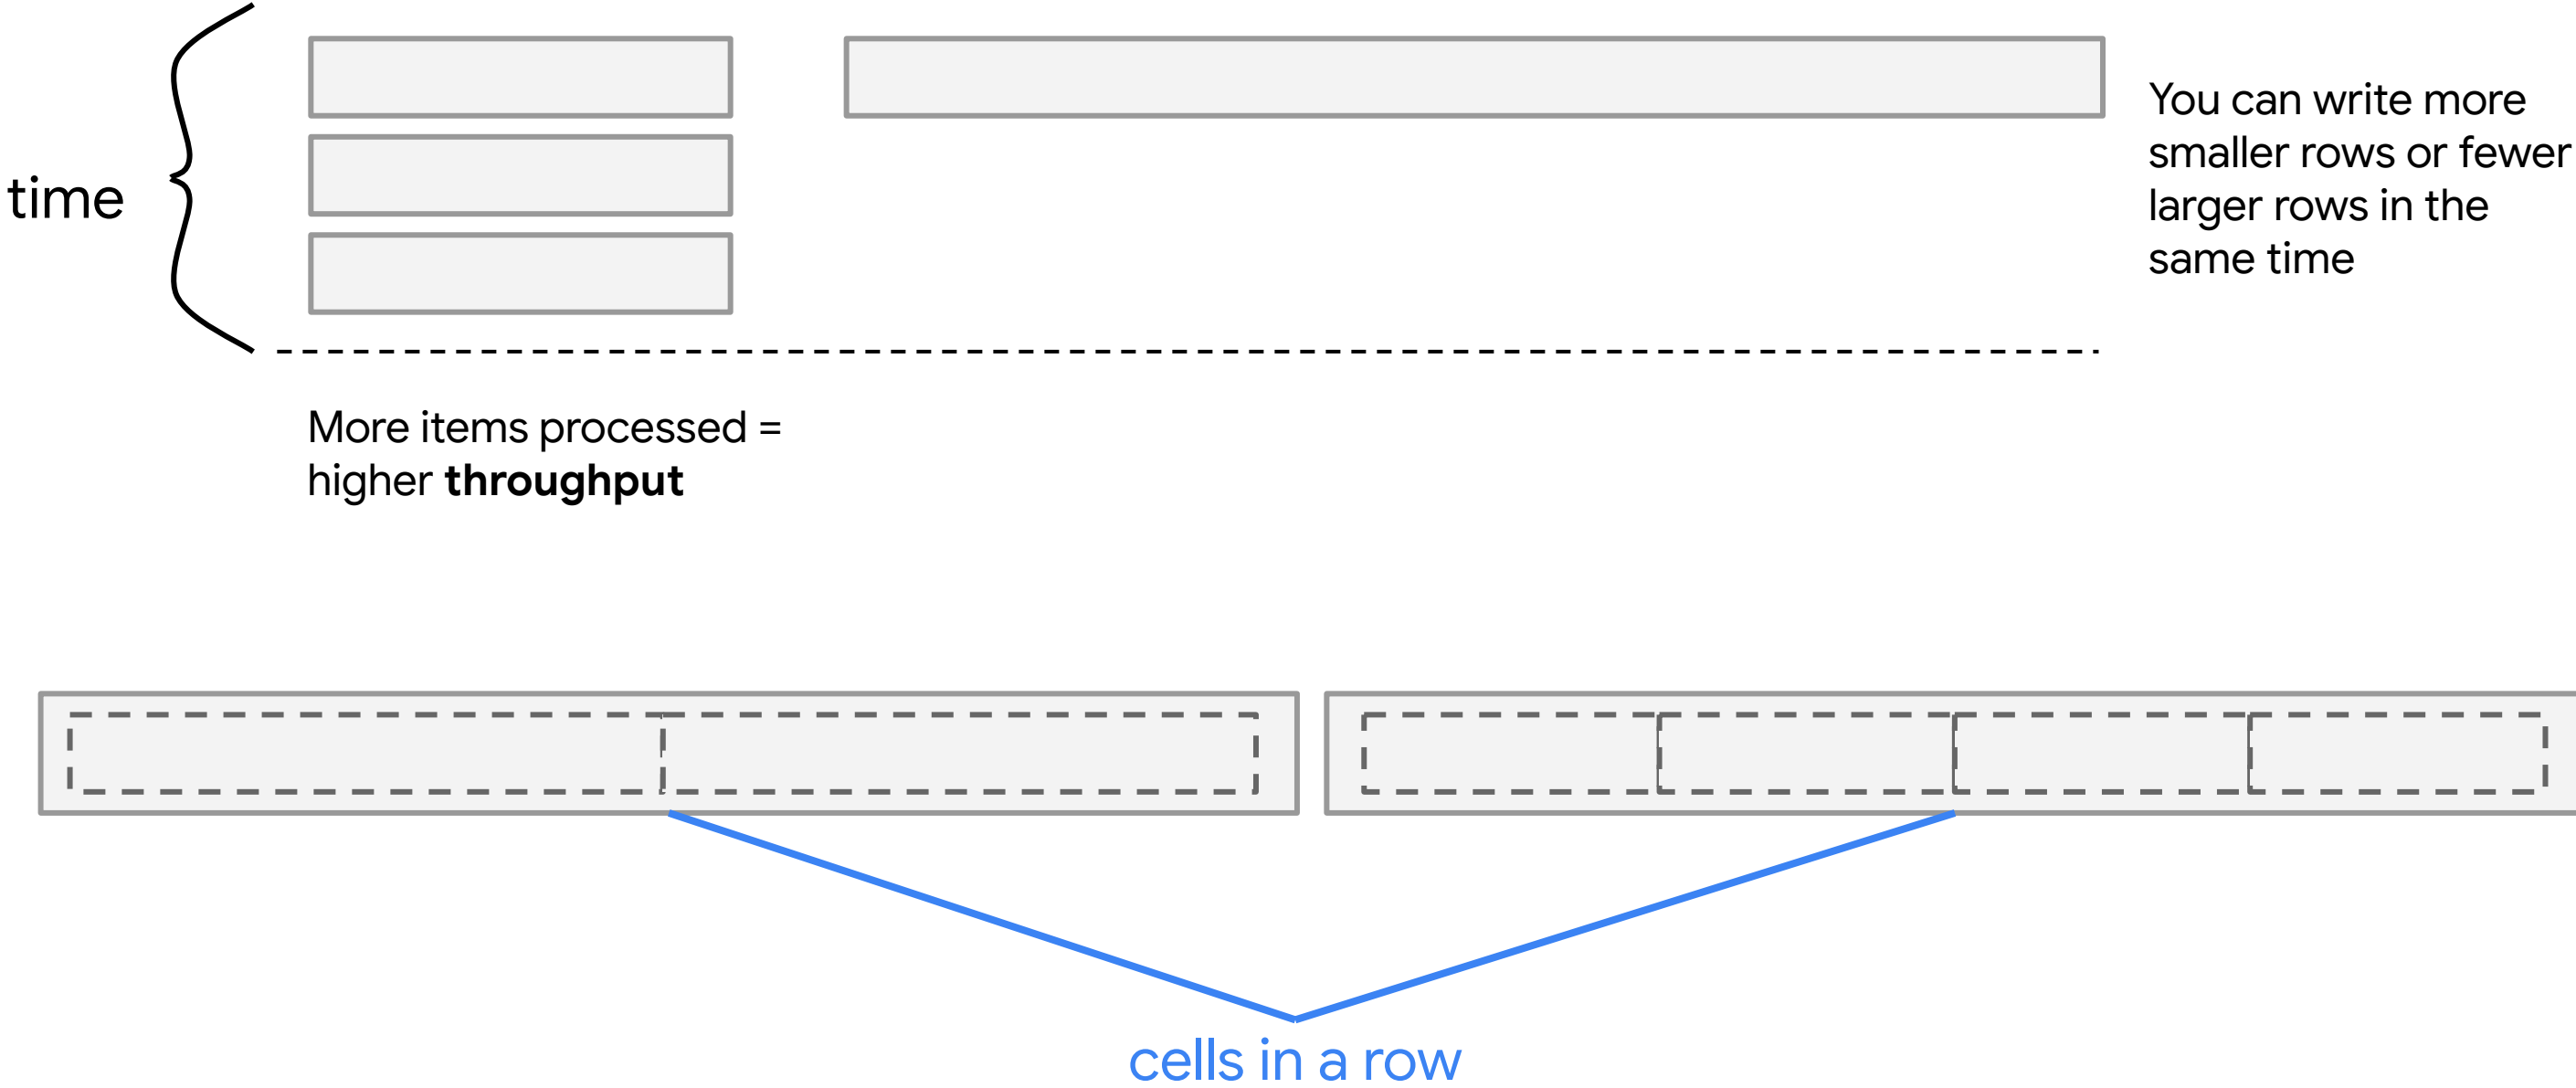 time
You can write more
smaller rows or fewer
larger rows in the
same time
More items processed =
higher throughput
cells in a row